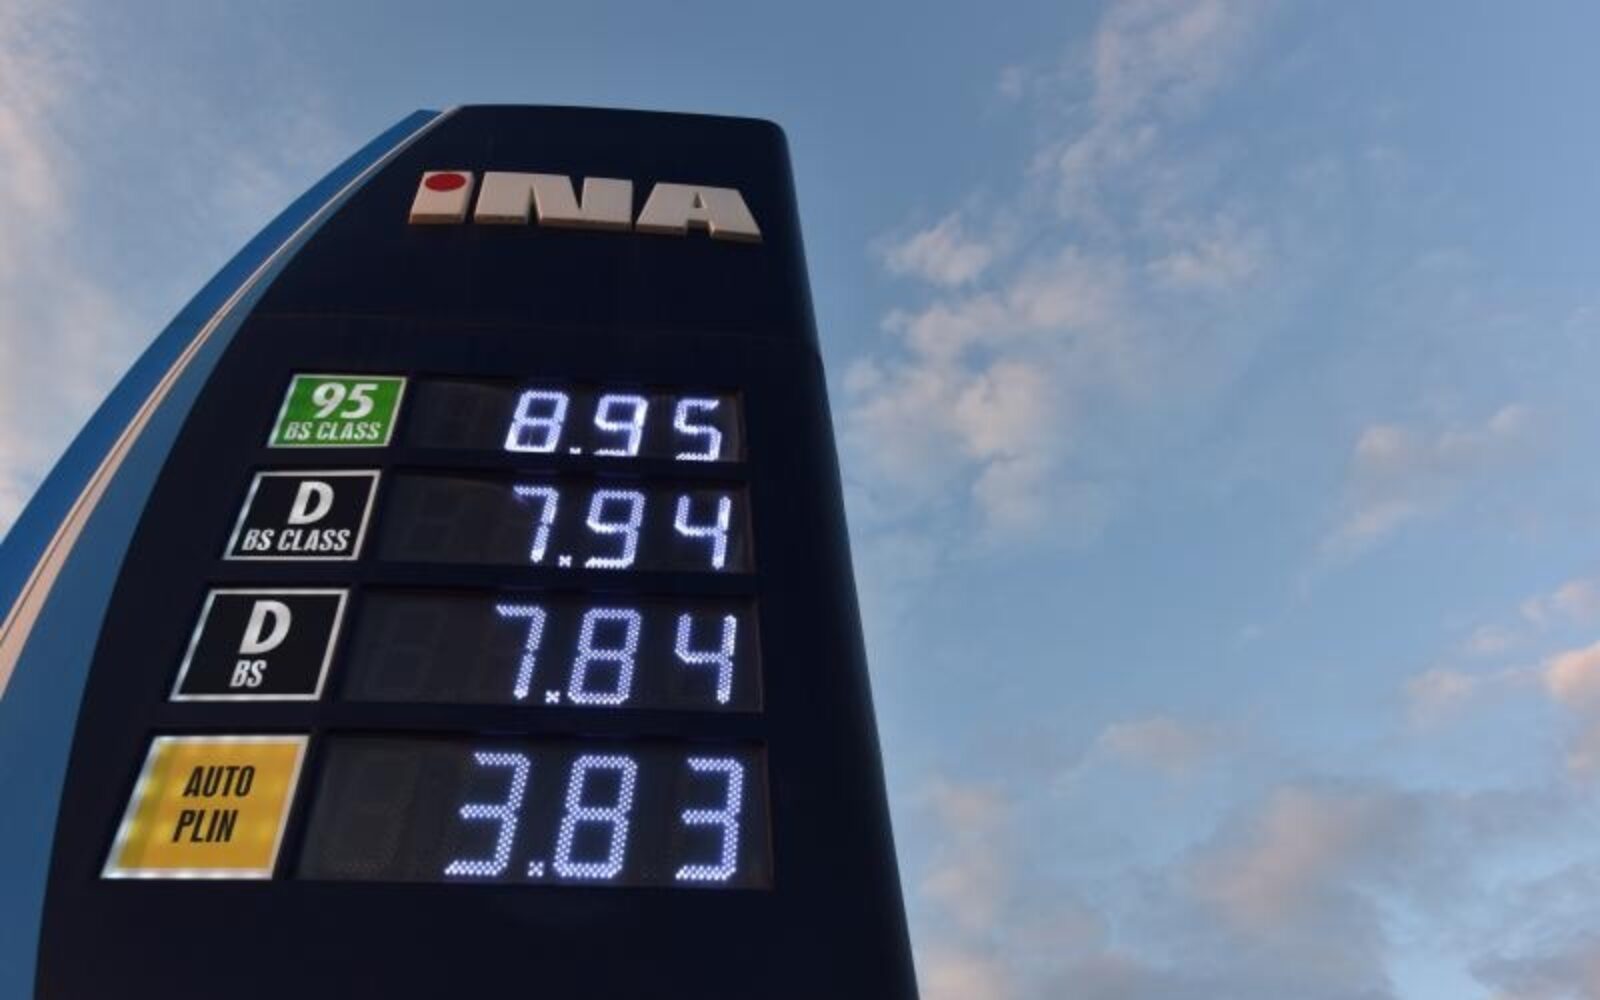 iNA
95
BS CLASS
8.95
D
BS CLASS
7.94
D
BS
7.84
AUTO
PLIN
3.83